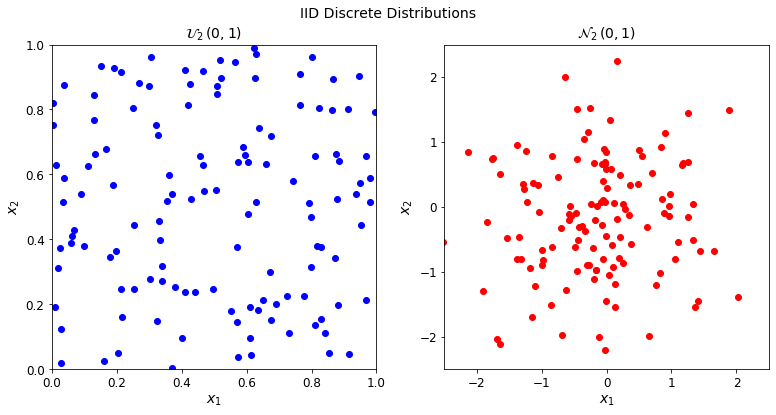 IID Discrete Distributions
𝒰₂ (0, 1)
1.0
0.8
0.6
0.4
0.2
0.0
x₂
0.0 0.2 0.4 0.6 0.8 1.0
x₁
𝒩₂ (0, 1)
2
1
0
−1
−2
x₂
−2 −1 0 1 2
x₁